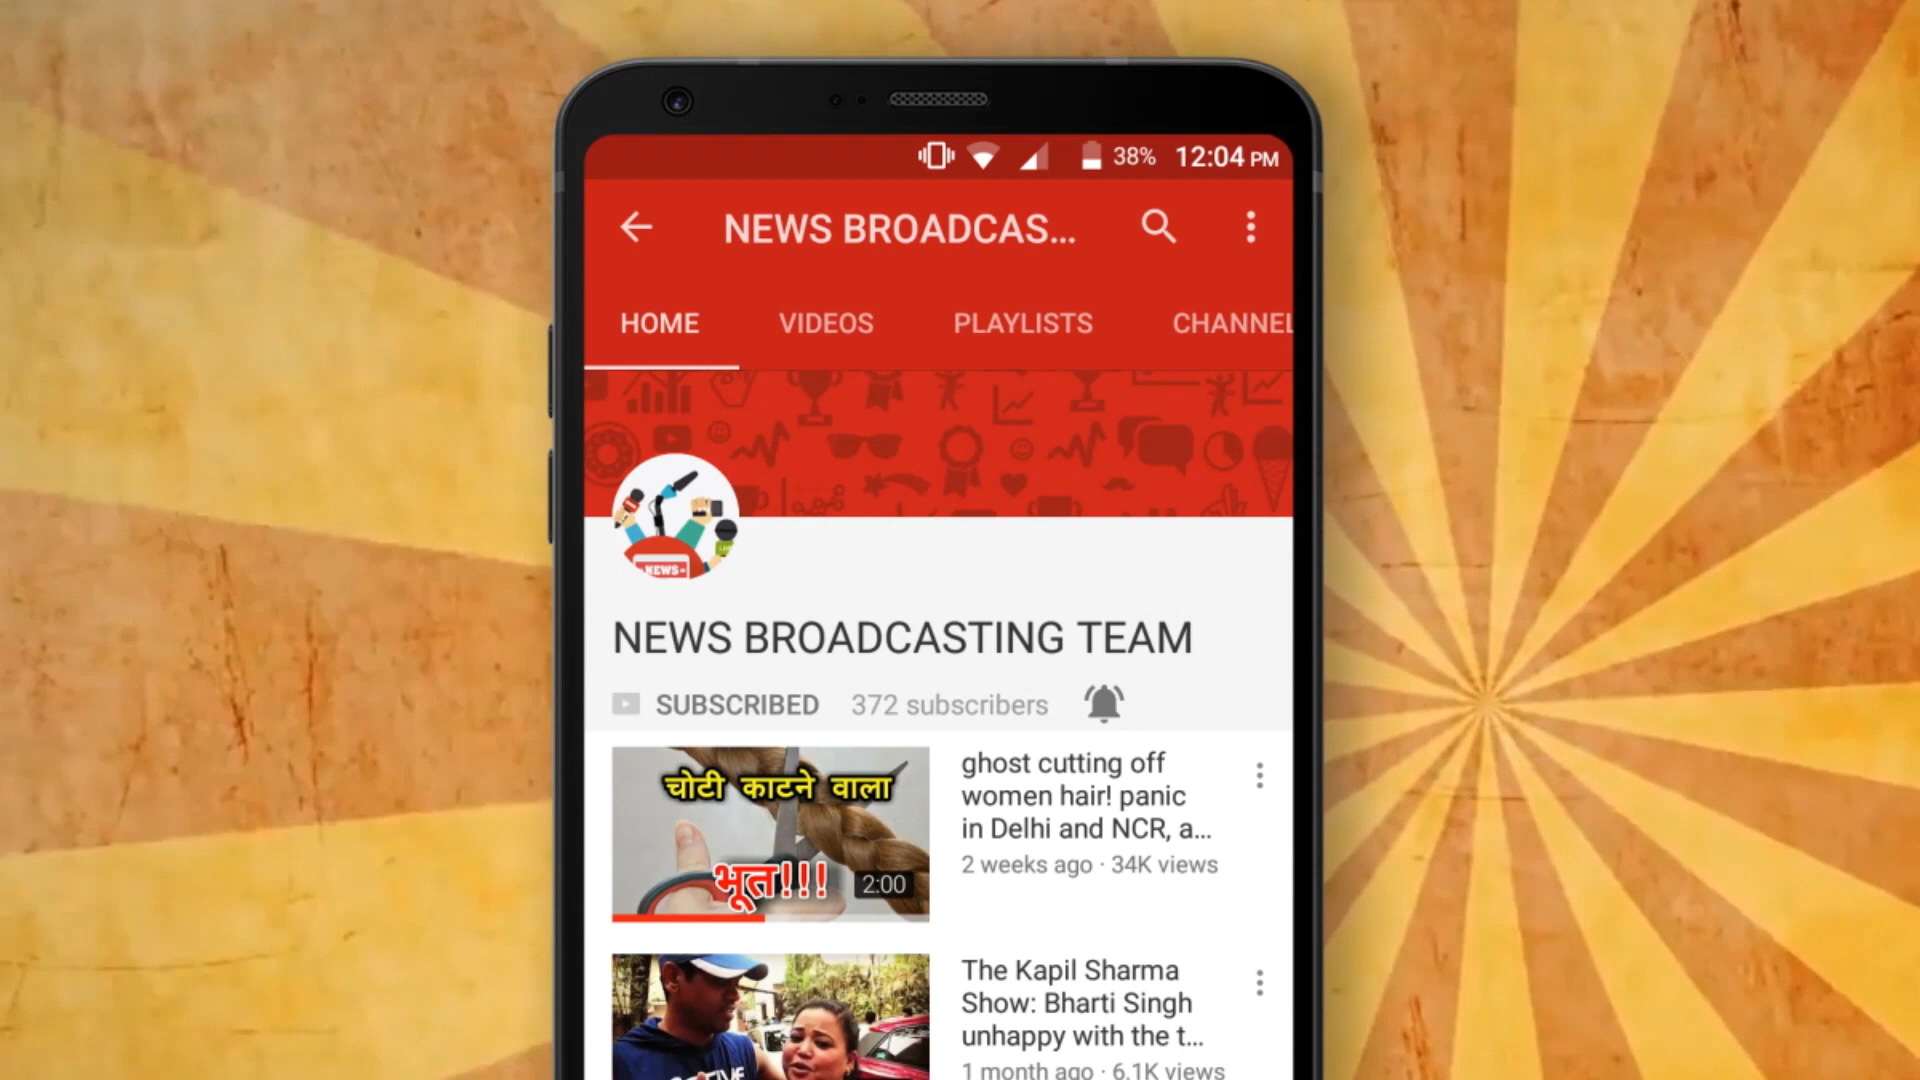 38% 12:04 PM
NEWS BROADCAS...
HOME VIDEOS PLAYLISTS CHANNEL
NEWS
NEWS BROADCASTING TEAM
SUBSCRIBED 372 subscribers
चोटी काटने वाला
भूत!!!
2:00
ghost cutting off
women hair! panic
in Delhi and NCR, a...
2 weeks ago · 34K views
The Kapil Sharma
Show: Bharti Singh
unhappy with the t...
1 month ago · 6.1K views